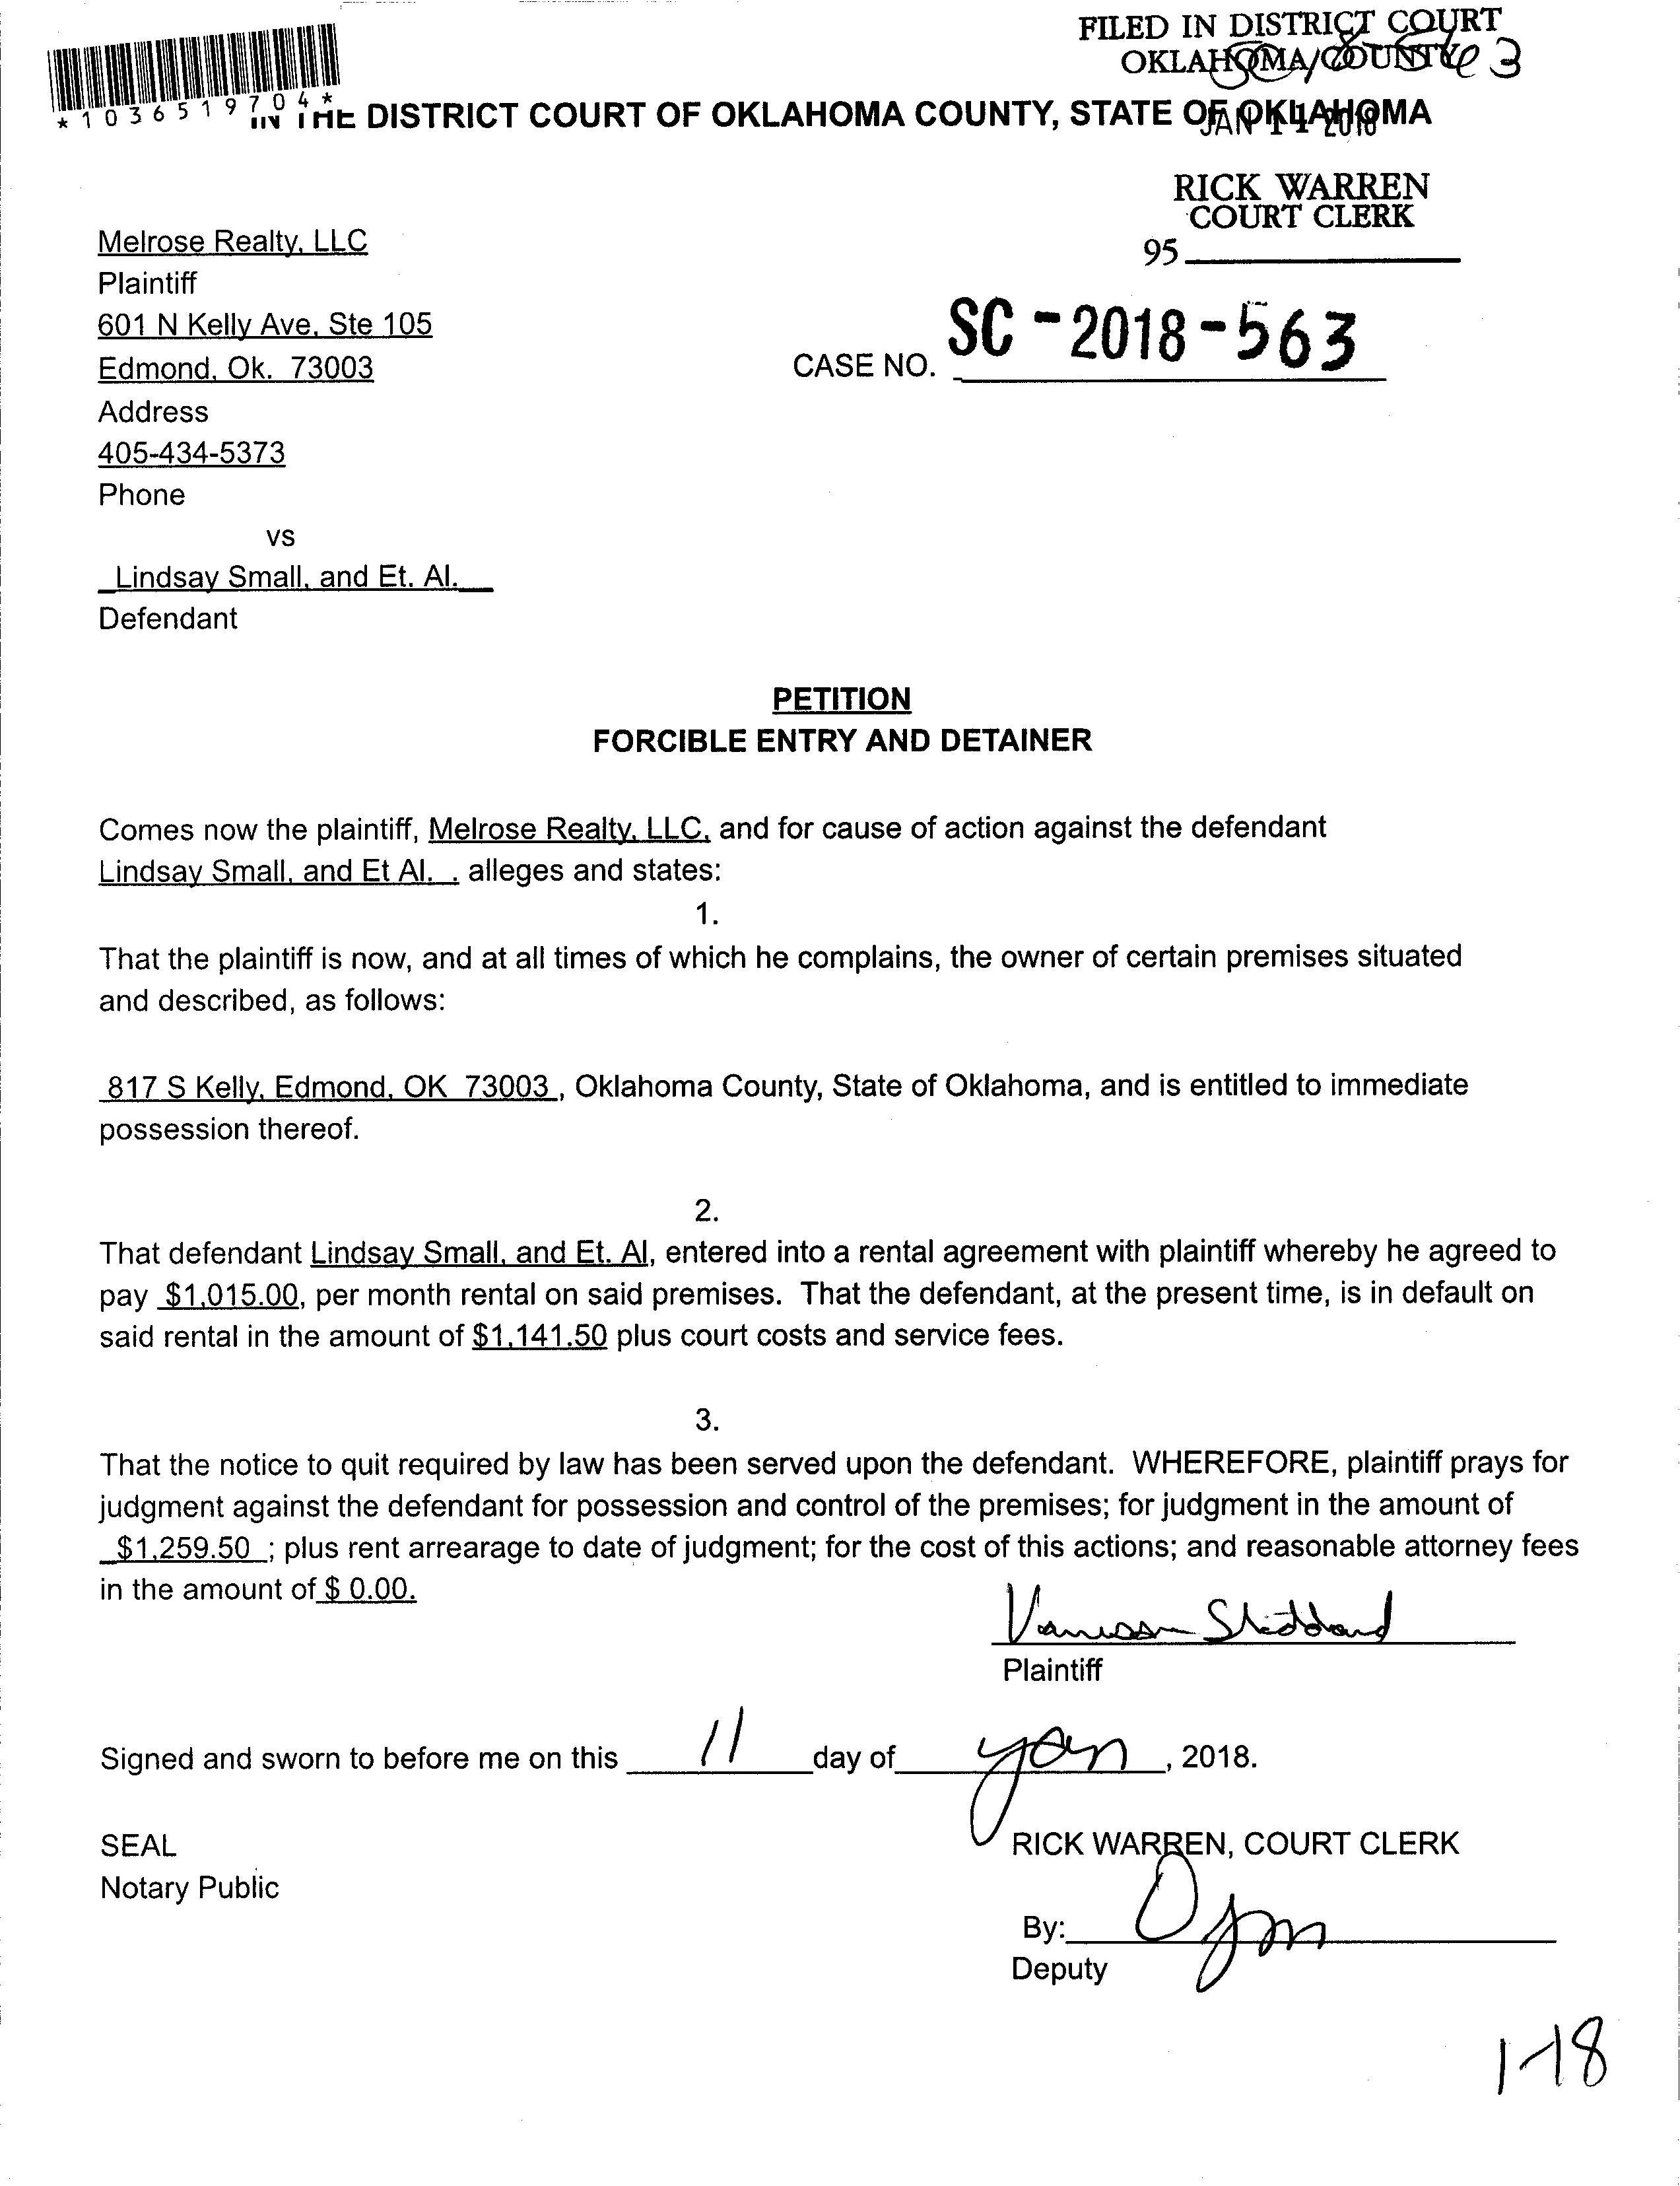 FILED IN DISTRICT COURT
OKLAHOMA COUNTY
*1036519704*
IN THE DISTRICT COURT OF OKLAHOMA COUNTY, STATE OF OKLAHOMA
JAN 11 2018
RICK WARREN
COURT CLERK
95
Melrose Realty, LLC
Plaintiff
601 N Kelly Ave, Ste 105
Edmond, Ok. 73003
Address
405-434-5373
Phone
CASE NO. SC-2018-563
vs
Lindsay Small, and Et. Al.
Defendant
PETITION
FORCIBLE ENTRY AND DETAINER
Comes now the plaintiff, Melrose Realty, LLC, and for cause of action against the defendant
Lindsay Small, and Et Al. , alleges and states:
1.
That the plaintiff is now, and at all times of which he complains, the owner of certain premises situated
and described, as follows:
817 S Kelly, Edmond, OK 73003 , Oklahoma County, State of Oklahoma, and is entitled to immediate
possession thereof.
2.
That defendant Lindsay Small, and Et. Al, entered into a rental agreement with plaintiff whereby he agreed to
pay $1,015.00, per month rental on said premises. That the defendant, at the present time, is in default on
said rental in the amount of $1,141.50 plus court costs and service fees.
3.
That the notice to quit required by law has been served upon the defendant. WHEREFORE, plaintiff prays for
judgment against the defendant for possession and control of the premises; for judgment in the amount of
$1,259.50 ; plus rent arrearage to date of judgment; for the cost of this actions; and reasonable attorney fees
in the amount of $ 0.00.
Plaintiff
Signed and sworn to before me on this 11 day of Jan, 2018.
SEAL
Notary Public
RICK WARREN, COURT CLERK
By:
Deputy
1-18